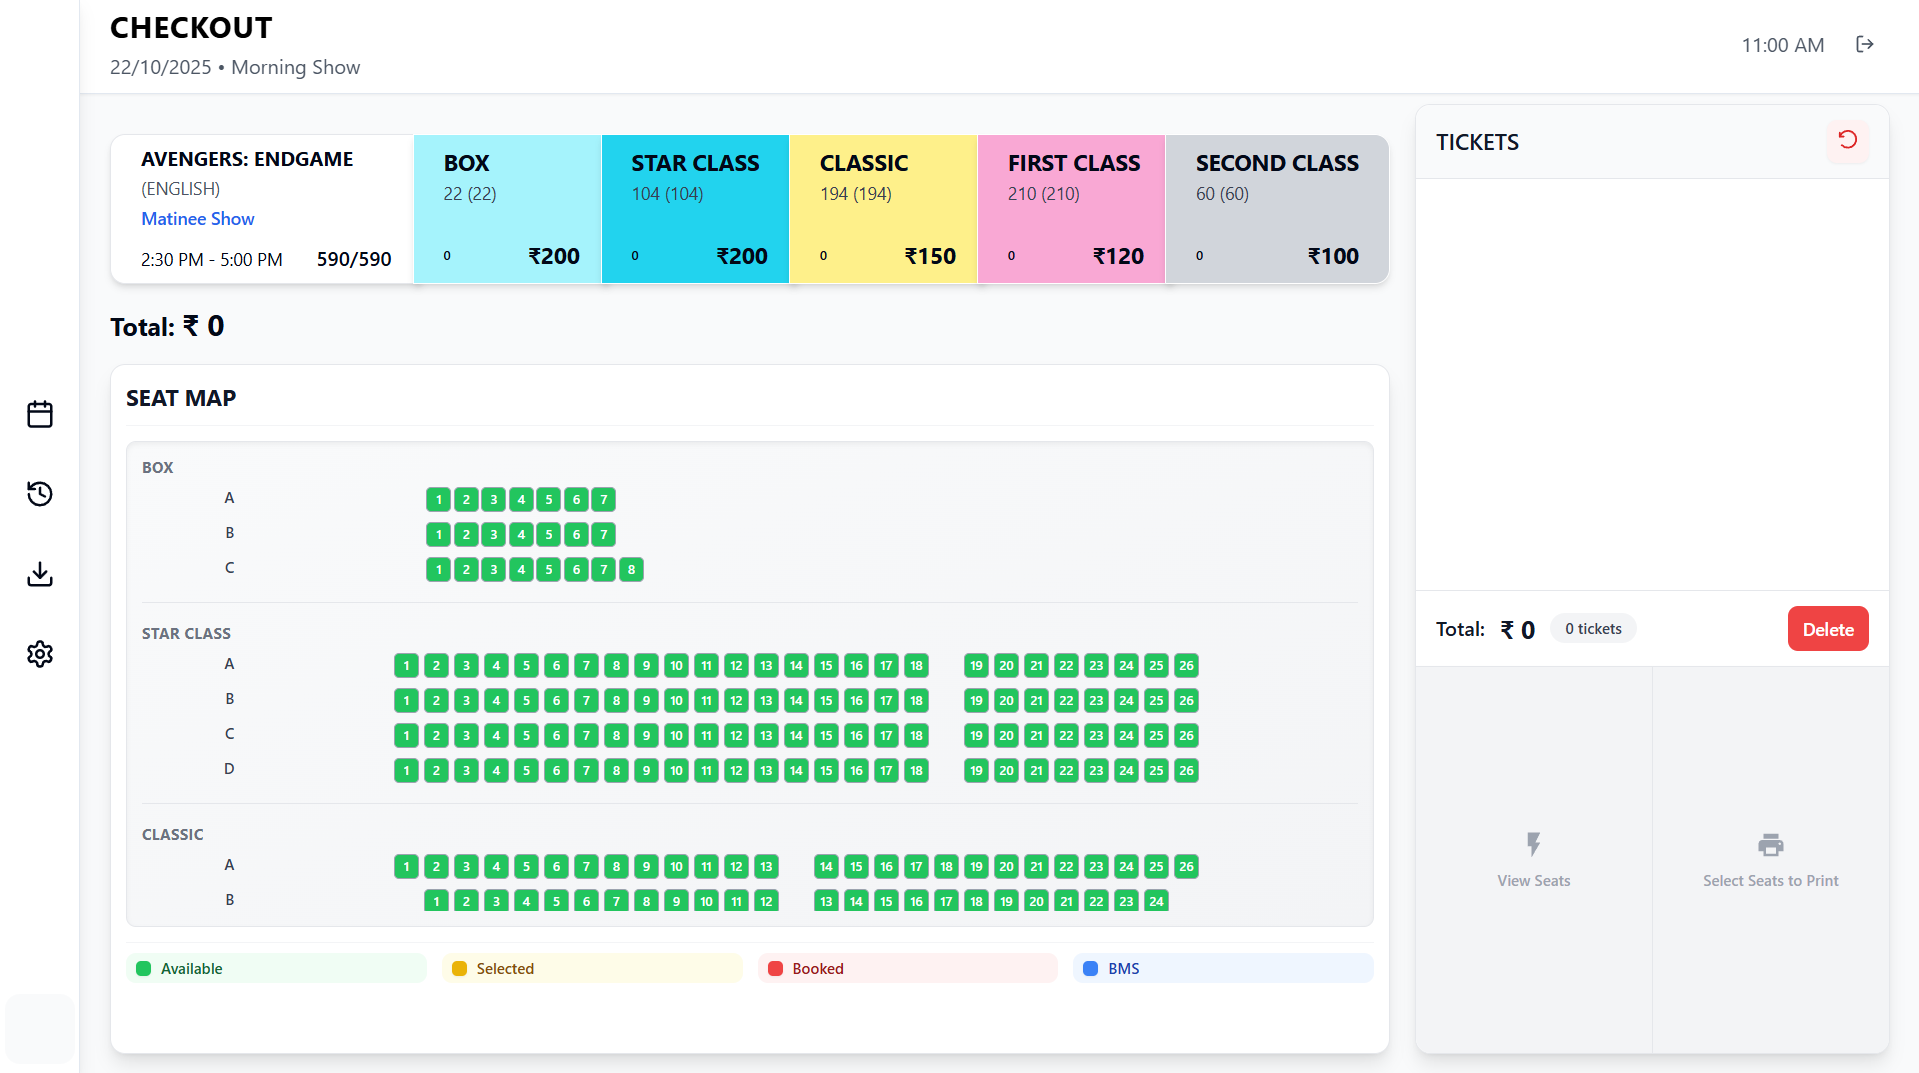 CHECKOUT
22/10/2025 • Morning Show
11:00 AM
AVENGERS: ENDGAME
(ENGLISH)
Matinee Show
2:30 PM - 5:00 PM 590/590
BOX
22 (22)
0 ₹200
STAR CLASS
104 (104)
0 ₹200
CLASSIC
194 (194)
0 ₹150
FIRST CLASS
210 (210)
0 ₹120
SECOND CLASS
60 (60)
0 ₹100
Total: ₹ 0
SEAT MAP
BOX
A 1 2 3 4 5 6 7
B 1 2 3 4 5 6 7
C 1 2 3 4 5 6 7 8
STAR CLASS
A 1 2 3 4 5 6 7 8 9 10 11 12 13 14 15 16 17 18 19 20 21 22 23 24 25 26
B 1 2 3 4 5 6 7 8 9 10 11 12 13 14 15 16 17 18 19 20 21 22 23 24 25 26
C 1 2 3 4 5 6 7 8 9 10 11 12 13 14 15 16 17 18 19 20 21 22 23 24 25 26
D 1 2 3 4 5 6 7 8 9 10 11 12 13 14 15 16 17 18 19 20 21 22 23 24 25 26
CLASSIC
A 1 2 3 4 5 6 7 8 9 10 11 12 13 14 15 16 17 18 19 20 21 22 23 24 25 26
B 1 2 3 4 5 6 7 8 9 10 11 12 13 14 15 16 17 18 19 20 21 22 23 24
Available
Selected
Booked
BMS
TICKETS
Total: ₹ 0 0 tickets
Delete
View Seats
Select Seats to Print